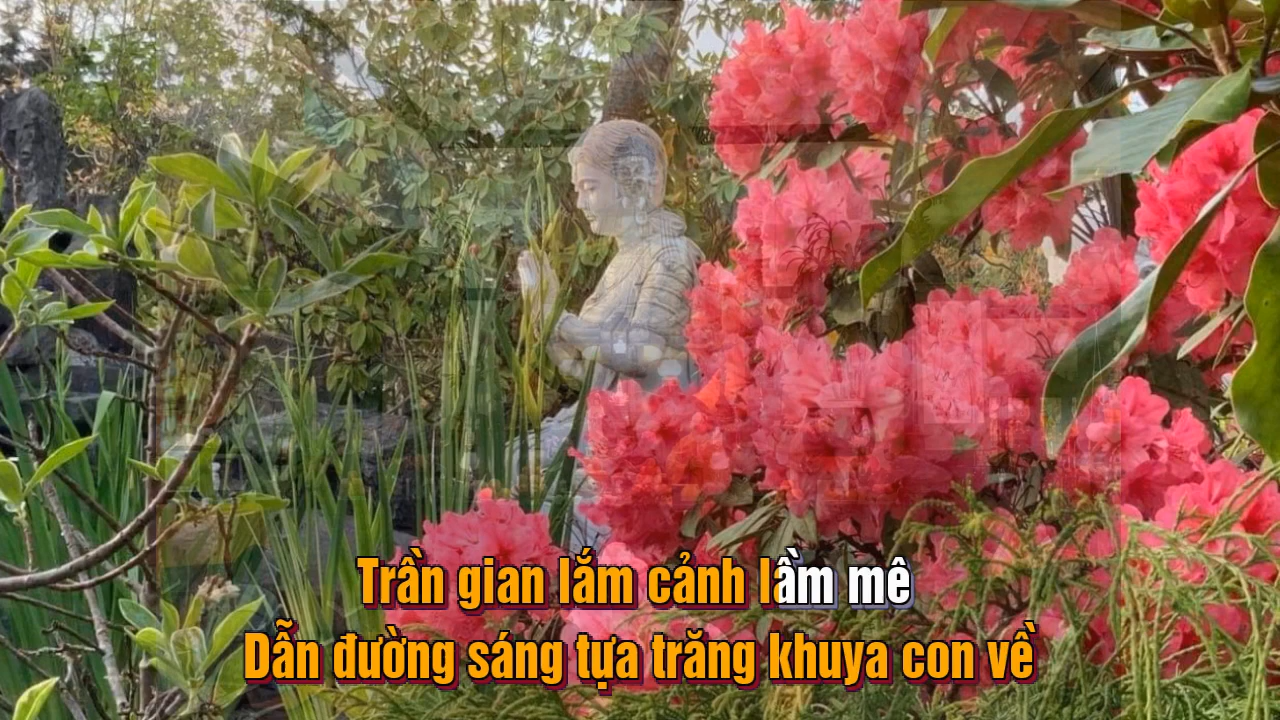 Trần gian lắm cảnh lầm mê
Dẫn đường sáng tựa trăng khuya con về